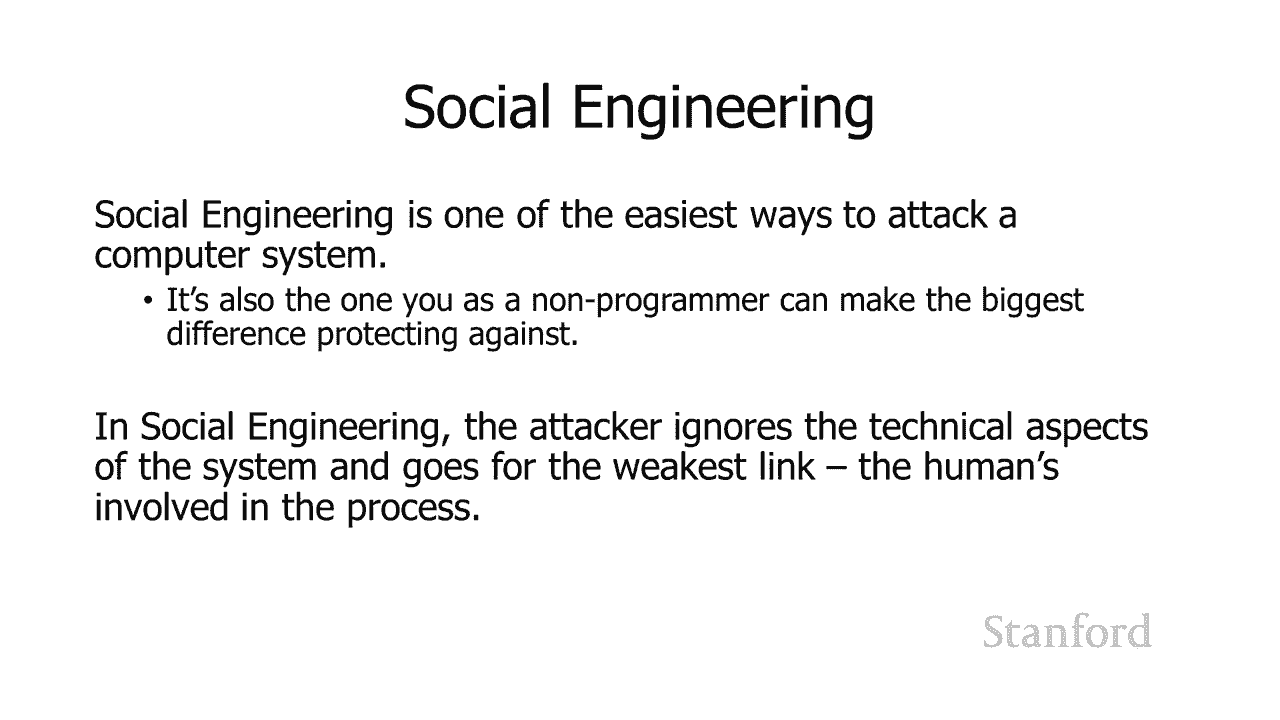 Social Engineering
Social Engineering is one of the easiest ways to attack a
computer system.
• It’s also the one you as a non-programmer can make the biggest
difference protecting against.
In Social Engineering, the attacker ignores the technical aspects
of the system and goes for the weakest link – the human’s
involved in the process.
Stanford